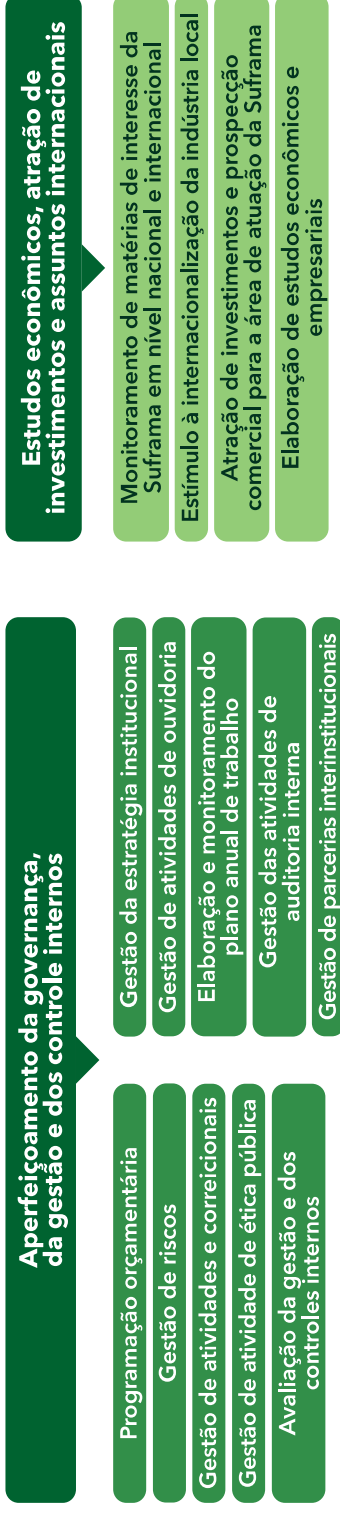 Aperfeiçoamento da governança,
da gestão e dos controle internos
Programação orçamentária
Gestão de riscos
Gestão de atividades e correicionais
Gestão de atividade de ética pública
Avaliação da gestão e dos
controles internos
Gestão da estratégia institucional
Gestão de atividades de ouvidoria
Elaboração e monitoramento do
plano anual de trabalho
Gestão das atividades de
auditoria interna
Gestão de parcerias interinstitucionais
Estudos econômicos, atração de
investimentos e assuntos internacionais
Monitoramento de matérias de interesse da
Suframa em nível nacional e internacional
Estímulo à internacionalização da indústria local
Atração de investimentos e prospecção
comercial para a área de atuação da Suframa
Elaboração de estudos econômicos e
empresariais